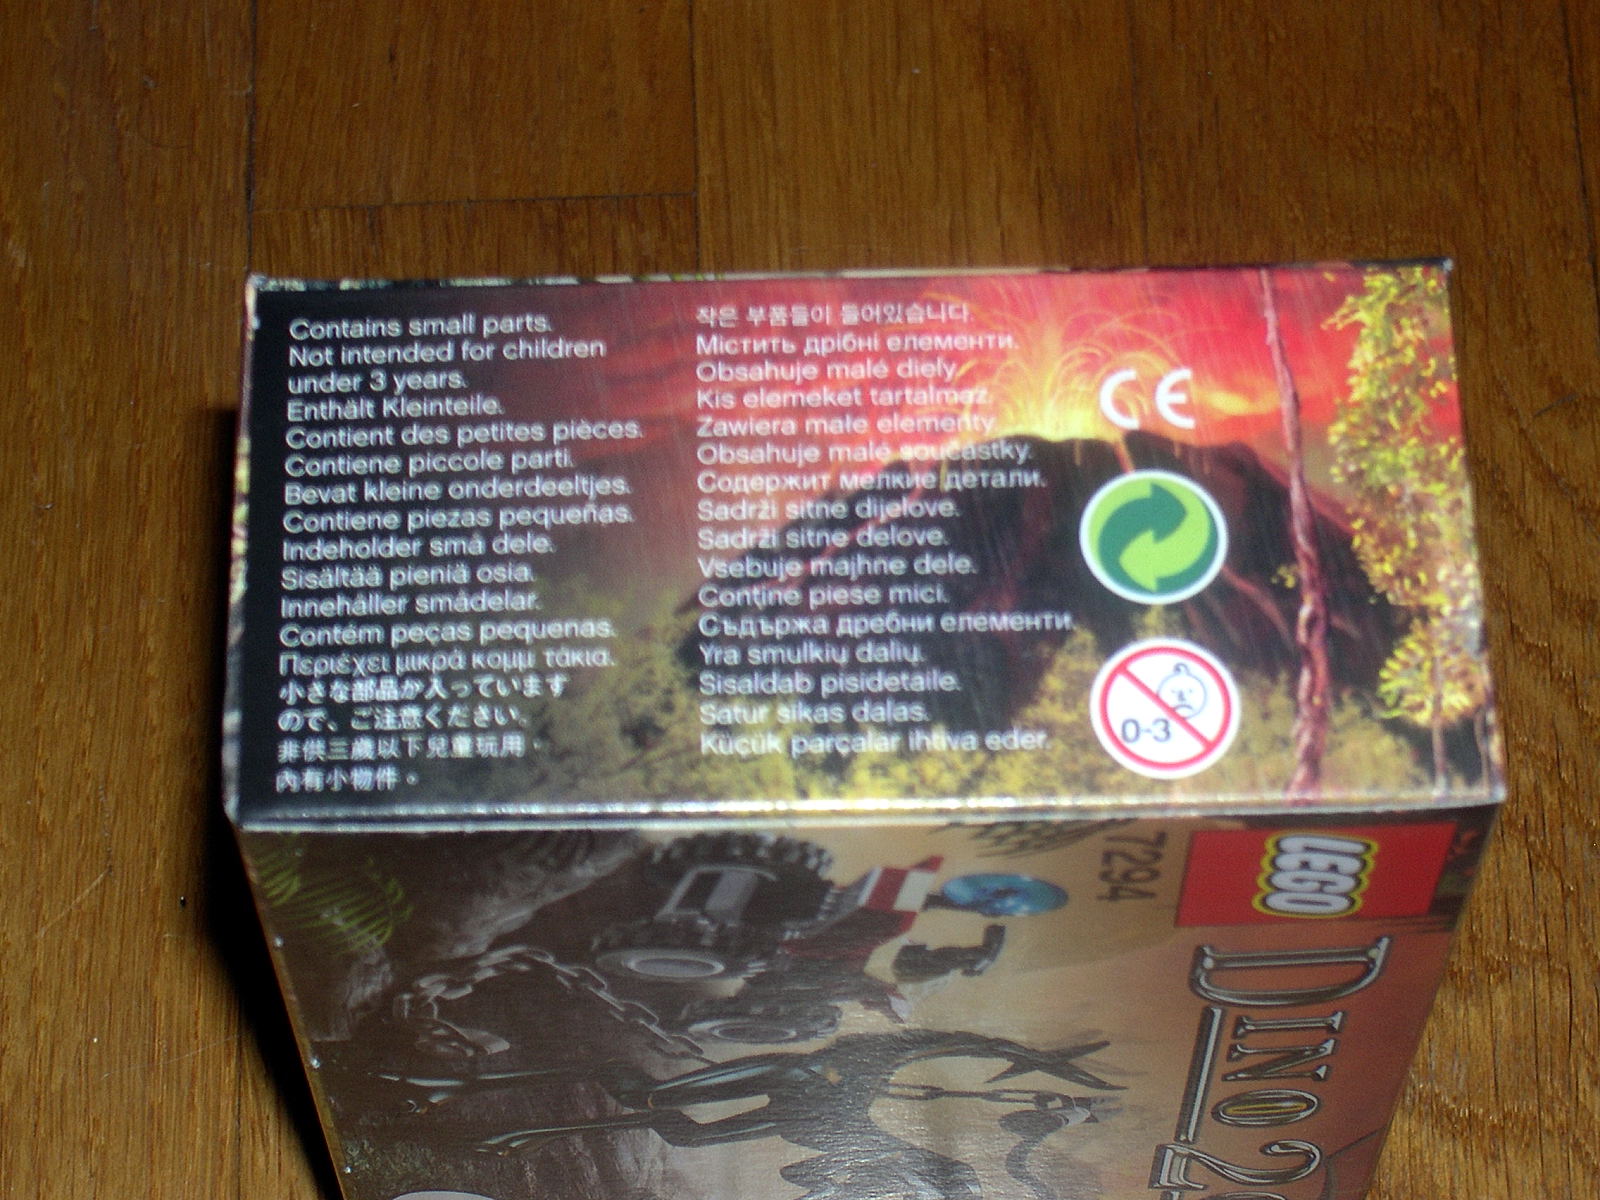 Contains small parts.
Not intended for children
under 3 years.
Enthält Kleinteile.
Contient des petites pièces.
Contiene piccole parti.
Bevat kleine onderdeeltjes.
Contiene piezas pequeñas.
Indeholder små dele.
Sisältää pieniä osia.
Innehåller smådelar.
Contém peças pequenas.
Περιέχει μικρά κομμ τάκια.
小さな部品が入っています
ので、ご注意ください。
非供三歲以下兒童玩用。
內有小物件。
작은 부품들이 들어있습니다.
Містить дрібні елементи.
Obsahuje malé diely.
Kis elemeket tartalmaz.
Zawiera małe elementy.
Obsahuje malé součástky.
Содержит мелкие детали.
Sadrži sitne dijelove.
Sadrži sitne delove.
Vsebuje majhne dele.
Conţine piese mici.
Съдържа дребни елементи.
Yra smulkių dalių.
Sisaldab pisidetaile.
Satur sīkas daļas.
Küçük parçalar ihtiva eder.
CE
0-3
LEGO
7294
DINO 2